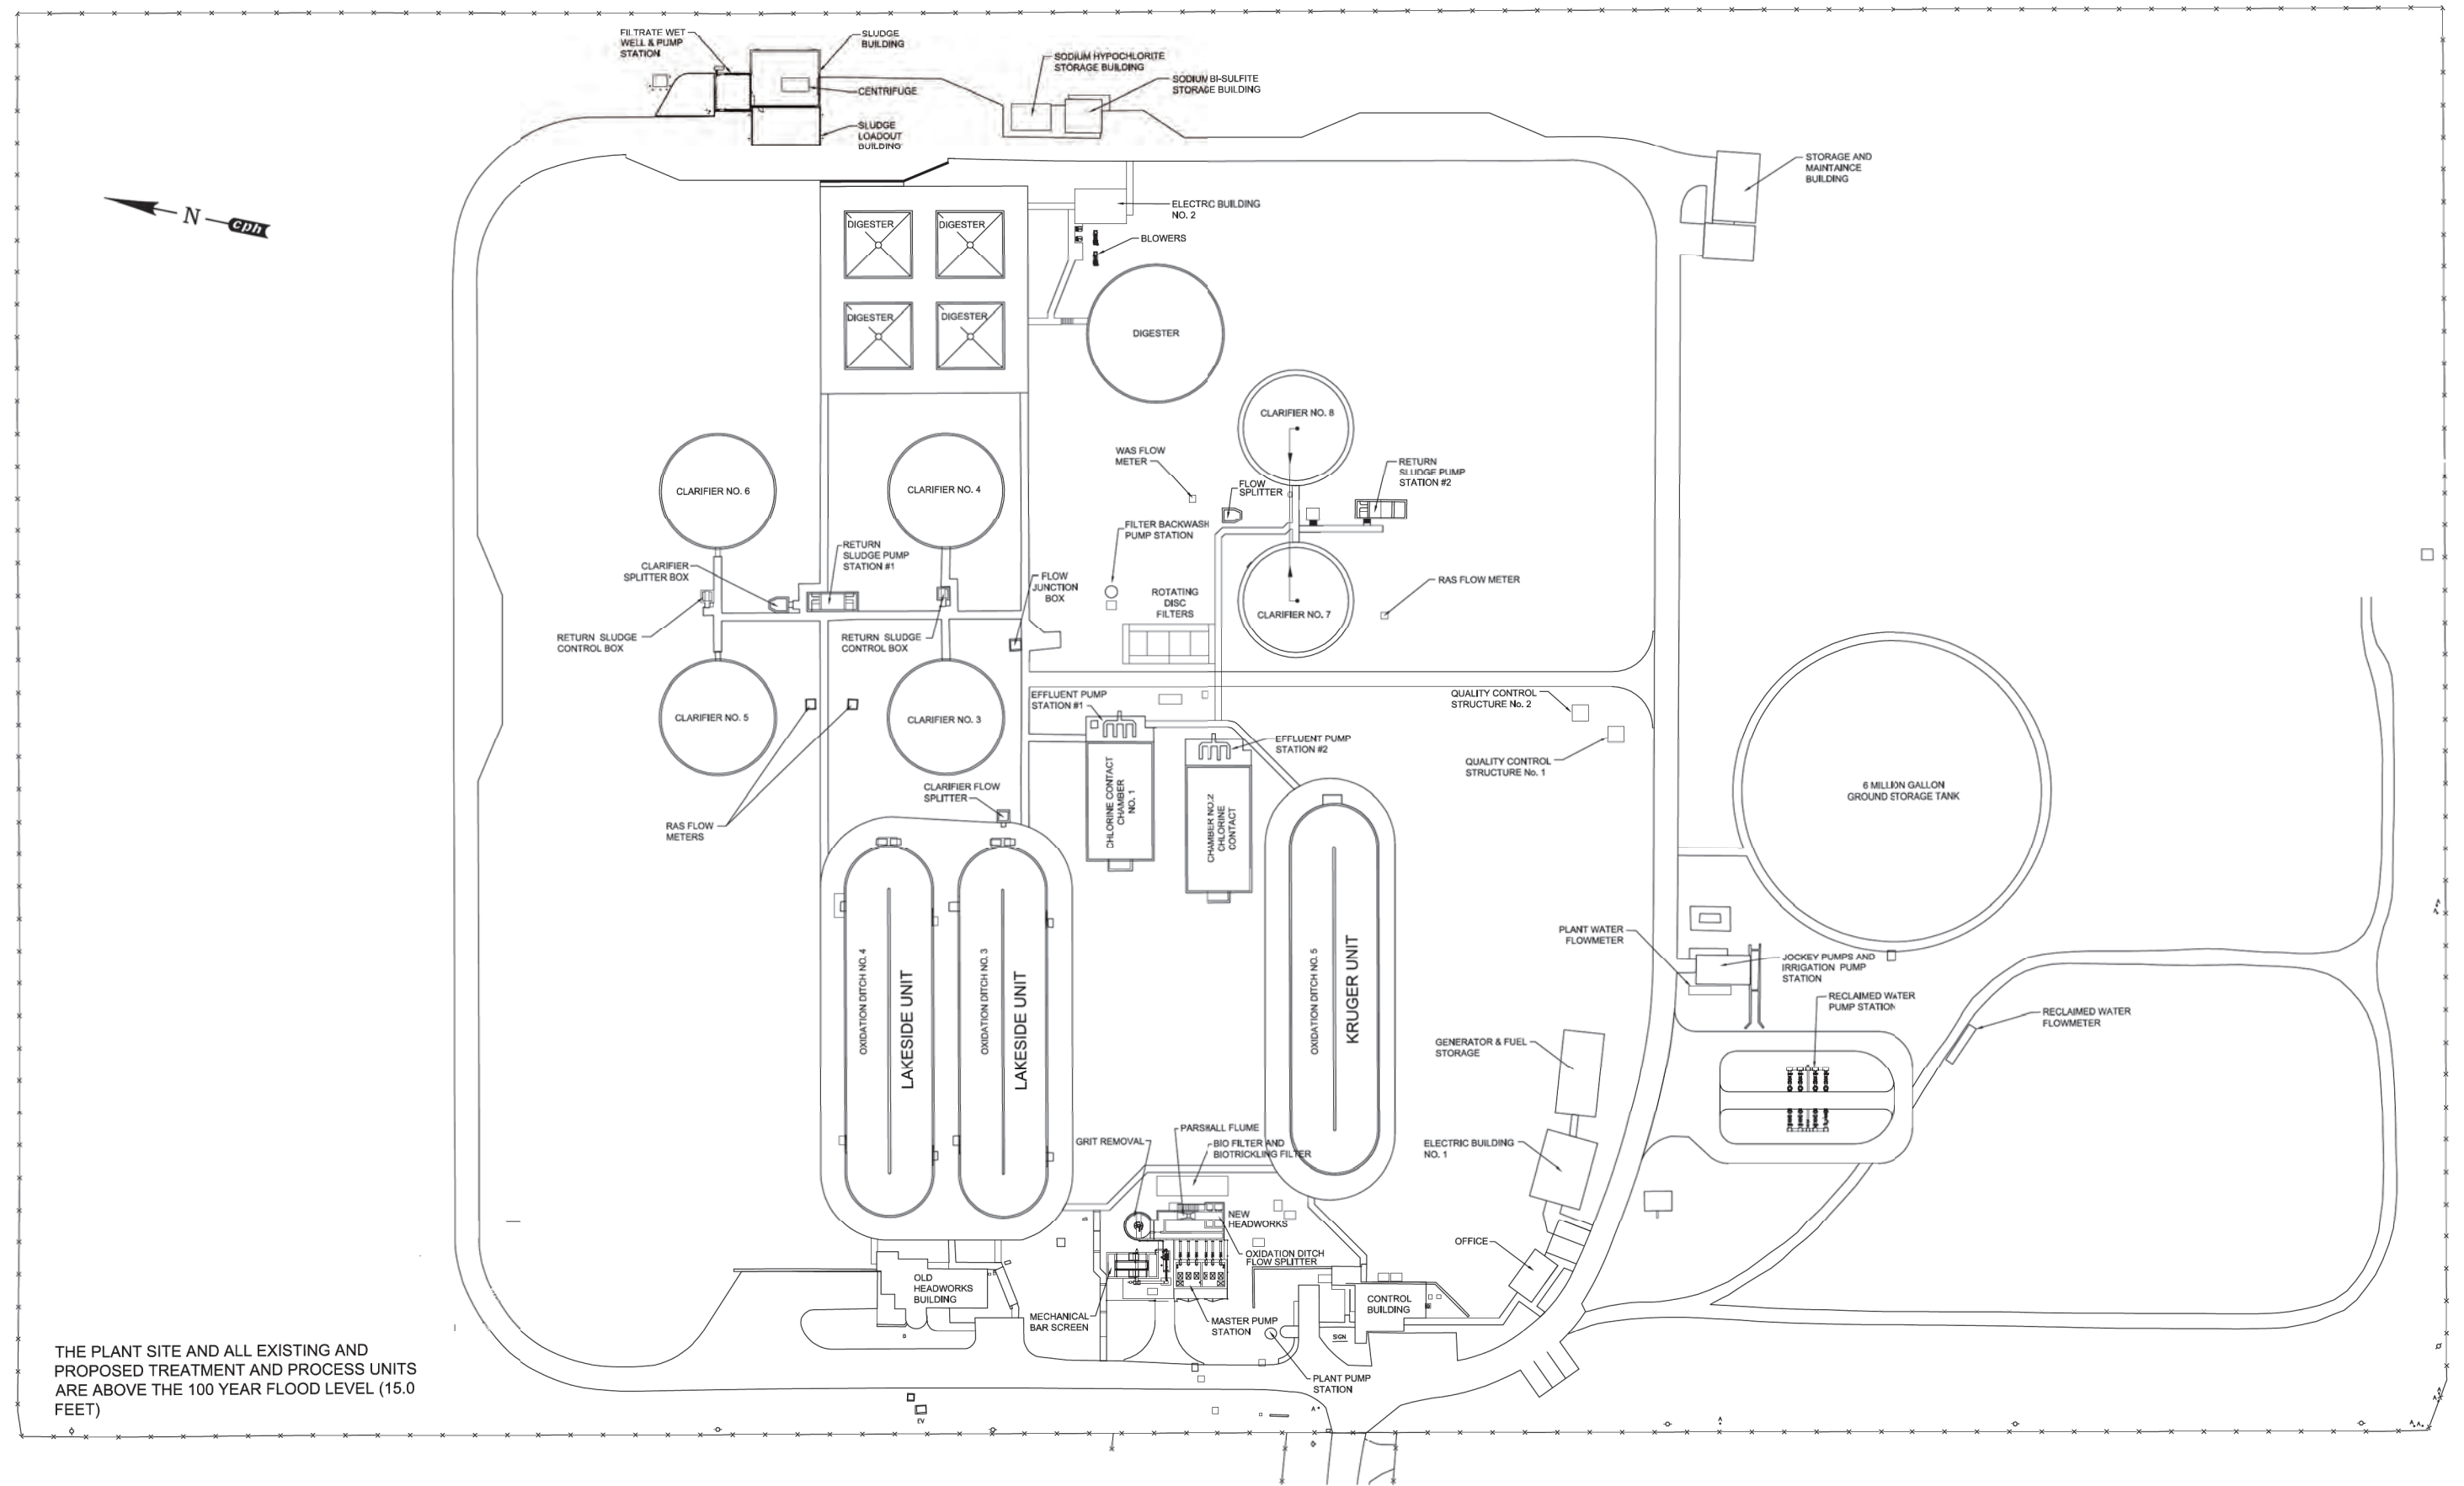 FILTRATE WET
WELL & PUMP
STATION
SLUDGE
BUILDING
CENTRIFUGE
SLUDGE
LOADOUT
BUILDING
SODIUM HYPOCHLORITE
STORAGE BUILDING
SODIUM BI-SULFITE
STORAGE BUILDING
STORAGE AND
MAINTAINCE
BUILDING
N
cph
DIGESTER
DIGESTER
DIGESTER
DIGESTER
ELECTRIC BUILDING
NO. 2
BLOWERS
DIGESTER
CLARIFIER NO. 8
WAS FLOW
METER
FLOW
SPLITTER
RETURN
SLUDGE PUMP
STATION #2
CLARIFIER NO. 6
CLARIFIER NO. 4
FILTER BACKWASH
PUMP STATION
RETURN
SLUDGE PUMP
STATION #1
CLARIFIER
SPLITTER BOX
FLOW
JUNCTION
BOX
ROTATING
DISC
FILTERS
RAS FLOW METER
CLARIFIER NO. 7
RETURN SLUDGE
CONTROL BOX
RETURN SLUDGE
CONTROL BOX
CLARIFIER NO. 5
CLARIFIER NO. 3
EFFLUENT PUMP
STATION #1
QUALITY CONTROL
STRUCTURE No. 2
EFFLUENT PUMP
STATION #2
QUALITY CONTROL
STRUCTURE No. 1
CLARIFIER FLOW
SPLITTER
RAS FLOW
METERS
CHLORINE CONTACT
CHAMBER
NO. 1
CHAMBER NO.2
CHLORINE
CONTACT
6 MILLION GALLON
GROUND STORAGE TANK
OXIDATION DITCH NO. 4
LAKESIDE UNIT
OXIDATION DITCH NO. 3
LAKESIDE UNIT
OXIDATION DITCH NO. 5
KRUGER UNIT
PLANT WATER
FLOWMETER
JOCKEY PUMPS AND
IRRIGATION PUMP
STATION
RECLAIMED WATER
PUMP STATION
RECLAIMED WATER
FLOWMETER
GENERATOR & FUEL
STORAGE
ELECTRIC BUILDING
NO. 1
GRIT REMOVAL
PARSHALL FLUME
BIO FILTER AND
BIOTRICKLING FILTER
NEW
HEADWORKS
OXIDATION DITCH
FLOW SPLITTER
OFFICE
OLD
HEADWORKS
BUILDING
MECHANICAL
BAR SCREEN
MASTER PUMP
STATION
CONTROL
BUILDING
SIGN
PLANT PUMP
STATION
EV
THE PLANT SITE AND ALL EXISTING AND
PROPOSED TREATMENT AND PROCESS UNITS
ARE ABOVE THE 100 YEAR FLOOD LEVEL (15.0
FEET)